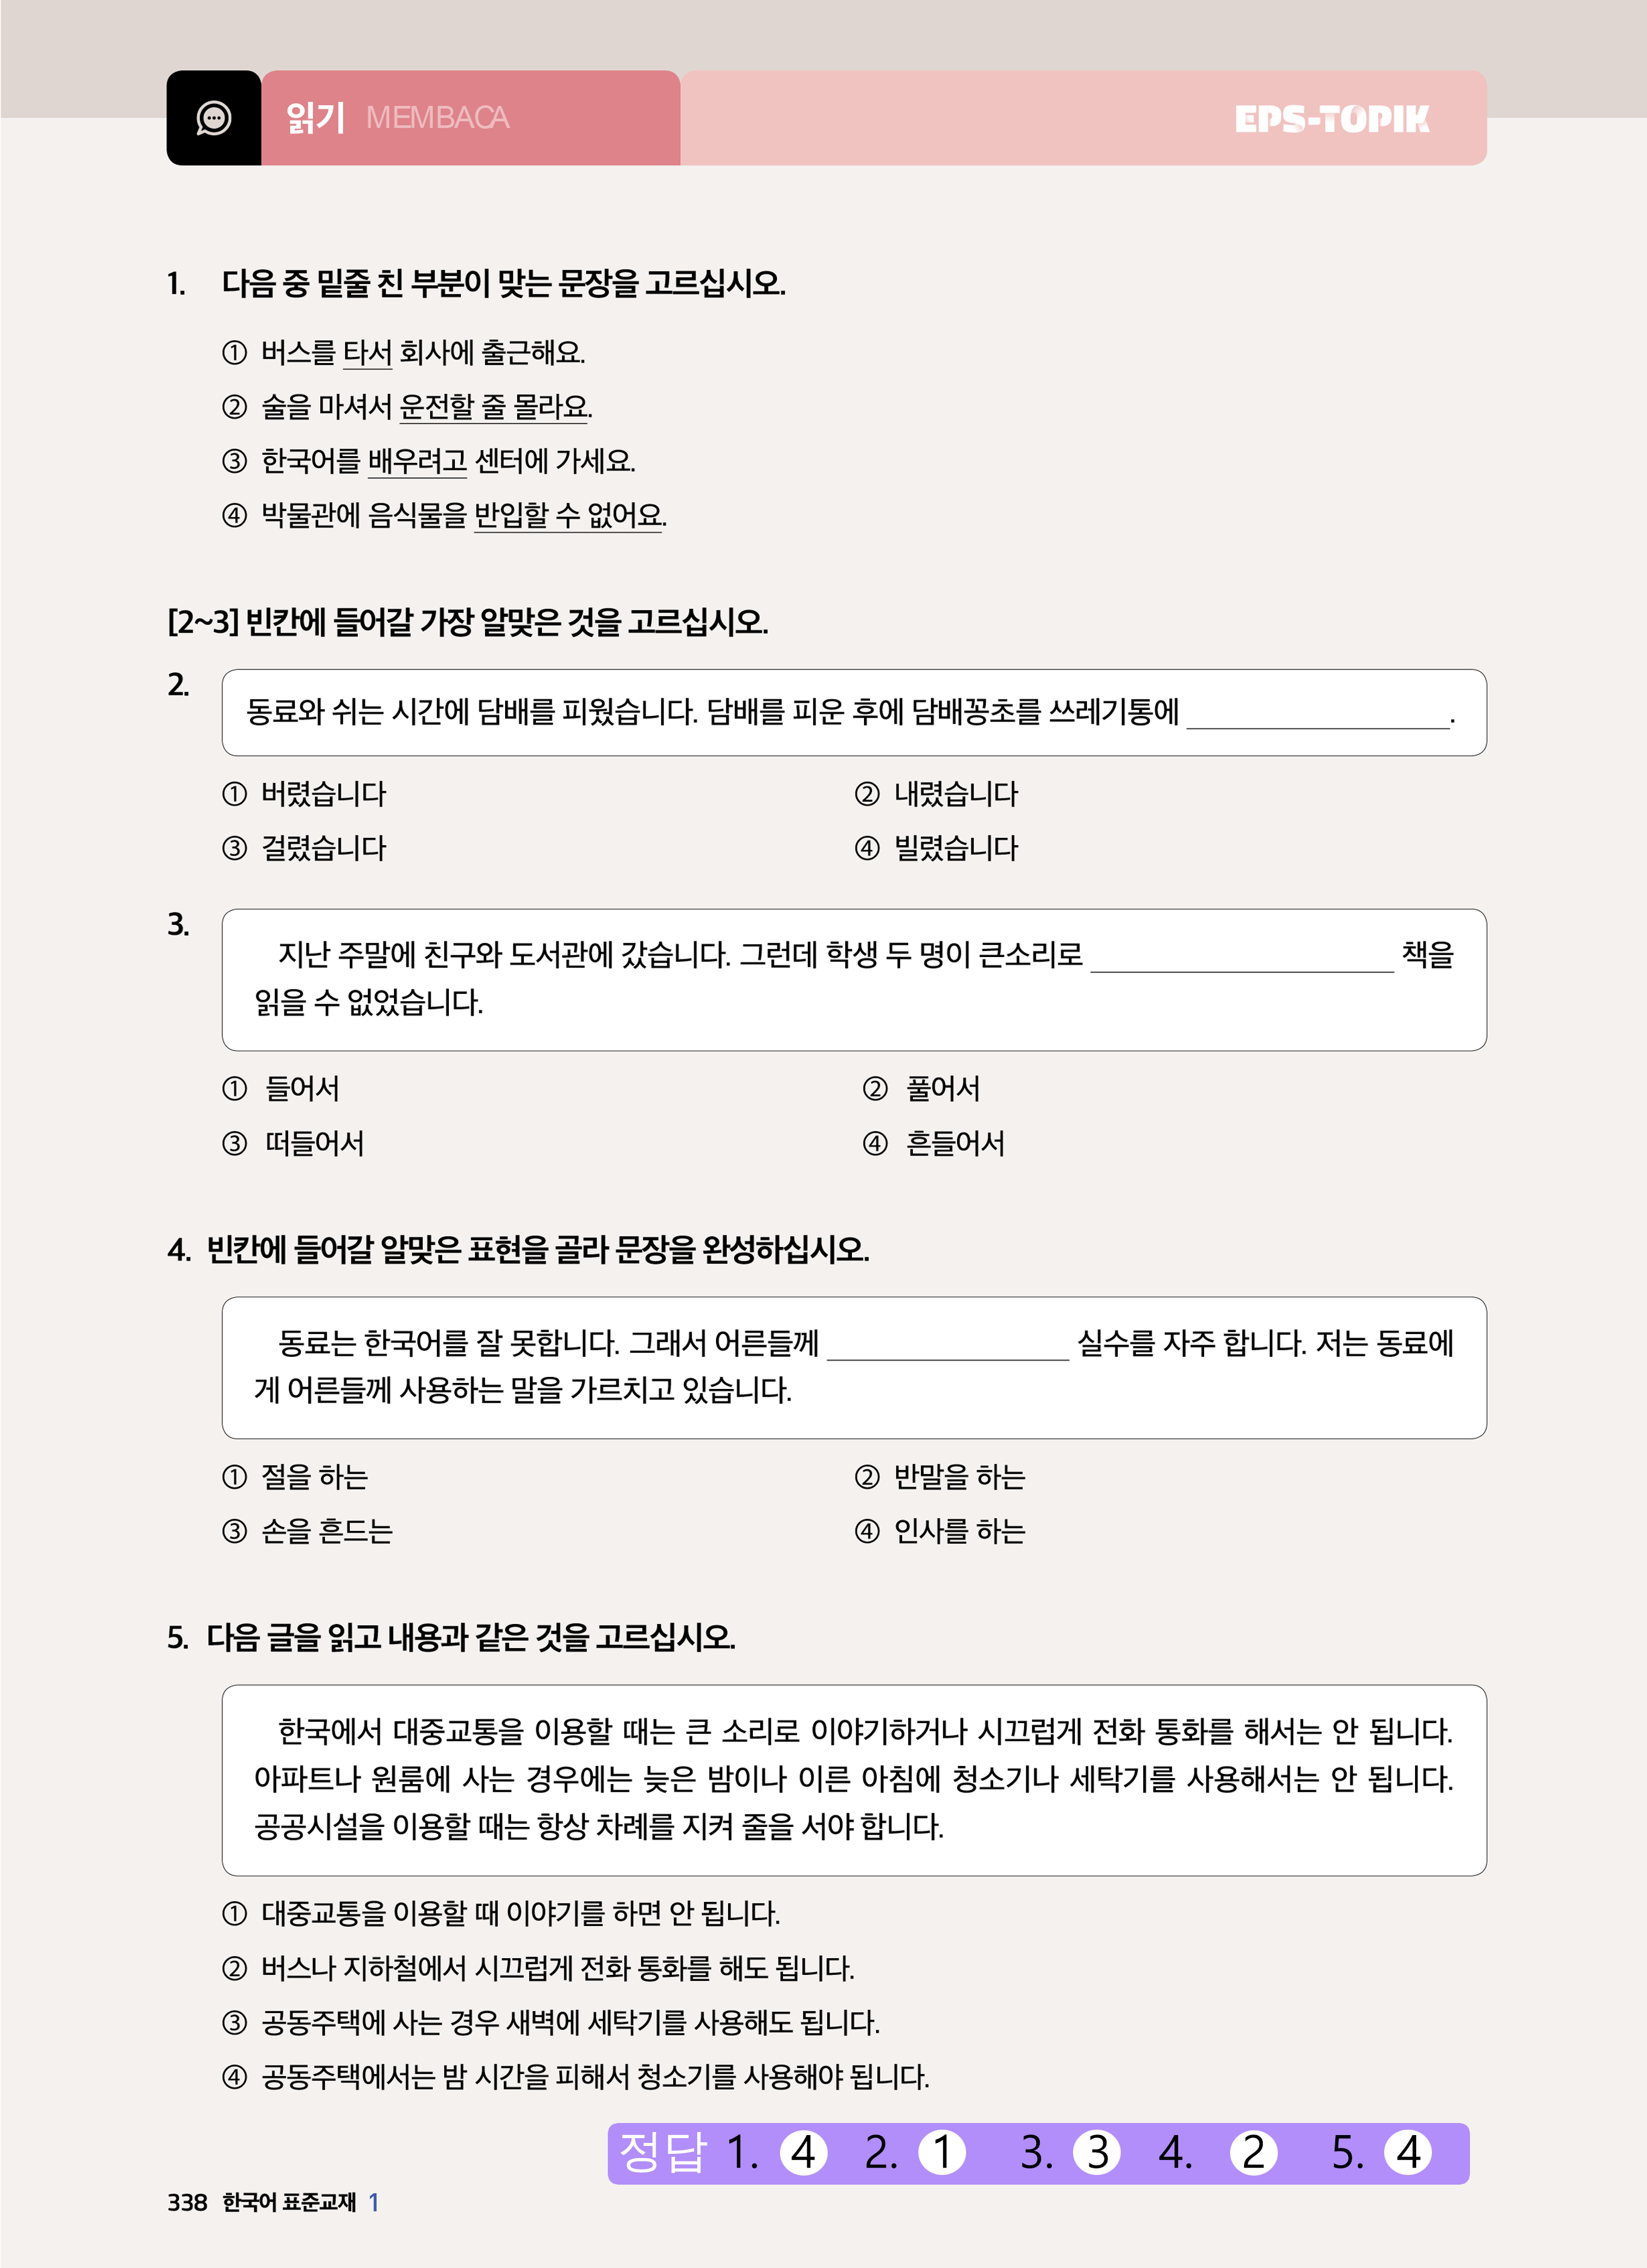 읽기 MEMBACA
EPS-TOPIK
1. 다음 중 밑줄 친 부분이 맞는 문장을 고르십시오.
① 버스를 타서 회사에 출근해요.
② 술을 마셔서 운전할 줄 몰라요.
③ 한국어를 배우려고 센터에 가세요.
④ 박물관에 음식물을 반입할 수 없어요.
[2~3] 빈칸에 들어갈 가장 알맞은 것을 고르십시오.
2.
동료와 쉬는 시간에 담배를 피웠습니다. 담배를 피운 후에 담배꽁초를 쓰레기통에 ____________.
① 버렸습니다 ② 내렸습니다
③ 걸렸습니다 ④ 빌렸습니다
3.
지난 주말에 친구와 도서관에 갔습니다. 그런데 학생 두 명이 큰소리로 ____________ 책을
읽을 수 없었습니다.
① 들어서 ② 풀어서
③ 떠들어서 ④ 흔들어서
4. 빈칸에 들어갈 알맞은 표현을 골라 문장을 완성하십시오.
동료는 한국어를 잘 못합니다. 그래서 어른들께 ____________ 실수를 자주 합니다. 저는 동료에
게 어른들께 사용하는 말을 가르치고 있습니다.
① 절을 하는 ② 반말을 하는
③ 손을 흔드는 ④ 인사를 하는
5. 다음 글을 읽고 내용과 같은 것을 고르십시오.
한국에서 대중교통을 이용할 때는 큰 소리로 이야기하거나 시끄럽게 전화 통화를 해서는 안 됩니다.
아파트나 원룸에 사는 경우에는 늦은 밤이나 이른 아침에 청소기나 세탁기를 사용해서는 안 됩니다.
공공시설을 이용할 때는 항상 차례를 지켜 줄을 서야 합니다.
① 대중교통을 이용할 때 이야기를 하면 안 됩니다.
② 버스나 지하철에서 시끄럽게 전화 통화를 해도 됩니다.
③ 공동주택에 사는 경우 새벽에 세탁기를 사용해도 됩니다.
④ 공동주택에서는 밤 시간을 피해서 청소기를 사용해야 됩니다.
정답 1. 4 2. 1 3. 3 4. 2 5. 4
338 한국어 표준교재 1